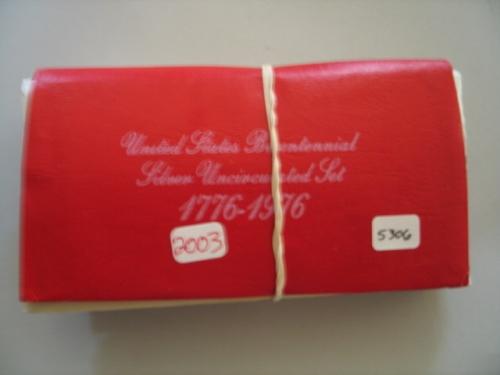 United States Bicentennial
Silver Uncirculated Set
1776-1976
2003
5306